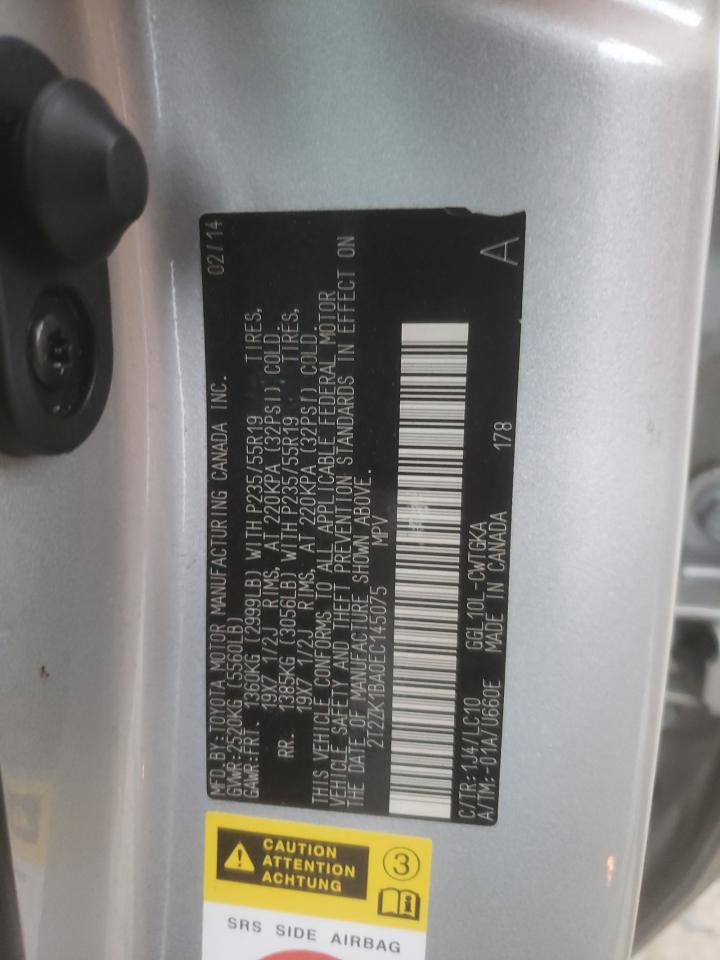 MFD. BY: TOYOTA MOTOR MANUFACTURING CANADA INC. 02/14
GVWR: 2520KG (5560LB)
GAWR: FRT. 1360KG (2999LB) WITH P235/55R19 TIRES,
19X7 1/2J RIMS, AT 220KPA (32PSI) COLD.
RR. 1385KG (3056LB) WITH P235/55R19 TIRES,
19X7 1/2J RIMS, AT 220KPA (32PSI) COLD.
THIS VEHICLE CONFORMS TO ALL APPLICABLE FEDERAL MOTOR
VEHICLE SAFETY AND THEFT PREVENTION STANDARDS IN EFFECT ON
THE DATE OF MANUFACTURE SHOWN ABOVE.
2T2ZK1BA0EC145075 MPV
A
C/TR: 1J4/LC10 GGL10L-CWTGKA 178
A/TM: -01A/U660E MADE IN CANADA
CAUTION
ATTENTION
ACHTUNG
3
SRS SIDE AIRBAG